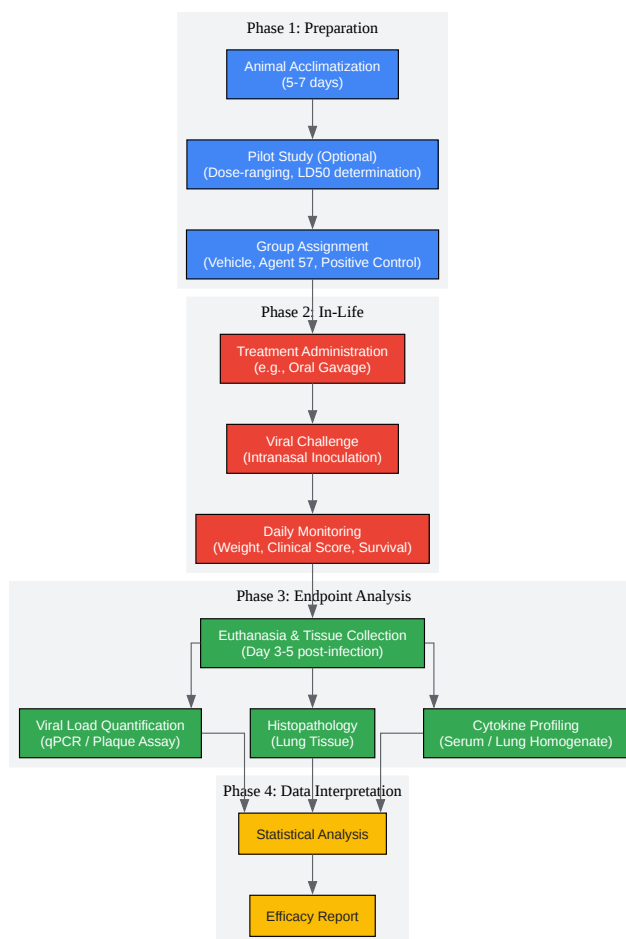 Phase 1: Preparation
Animal Acclimatization
(5-7 days)
Pilot Study (Optional)
(Dose-ranging, LD50 determination)
Group Assignment
(Vehicle, Agent 57, Positive Control)
Phase 2: In-Life
Treatment Administration
(e.g., Oral Gavage)
Viral Challenge
(Intranasal Inoculation)
Daily Monitoring
(Weight, Clinical Score, Survival)
Phase 3: Endpoint Analysis
Euthanasia & Tissue Collection
(Day 3-5 post-infection)
Viral Load Quantification
(qPCR / Plaque Assay)
Histopathology
(Lung Tissue)
Cytokine Profiling
(Serum / Lung Homogenate)
Phase 4: Data Interpretation
Statistical Analysis
Efficacy Report